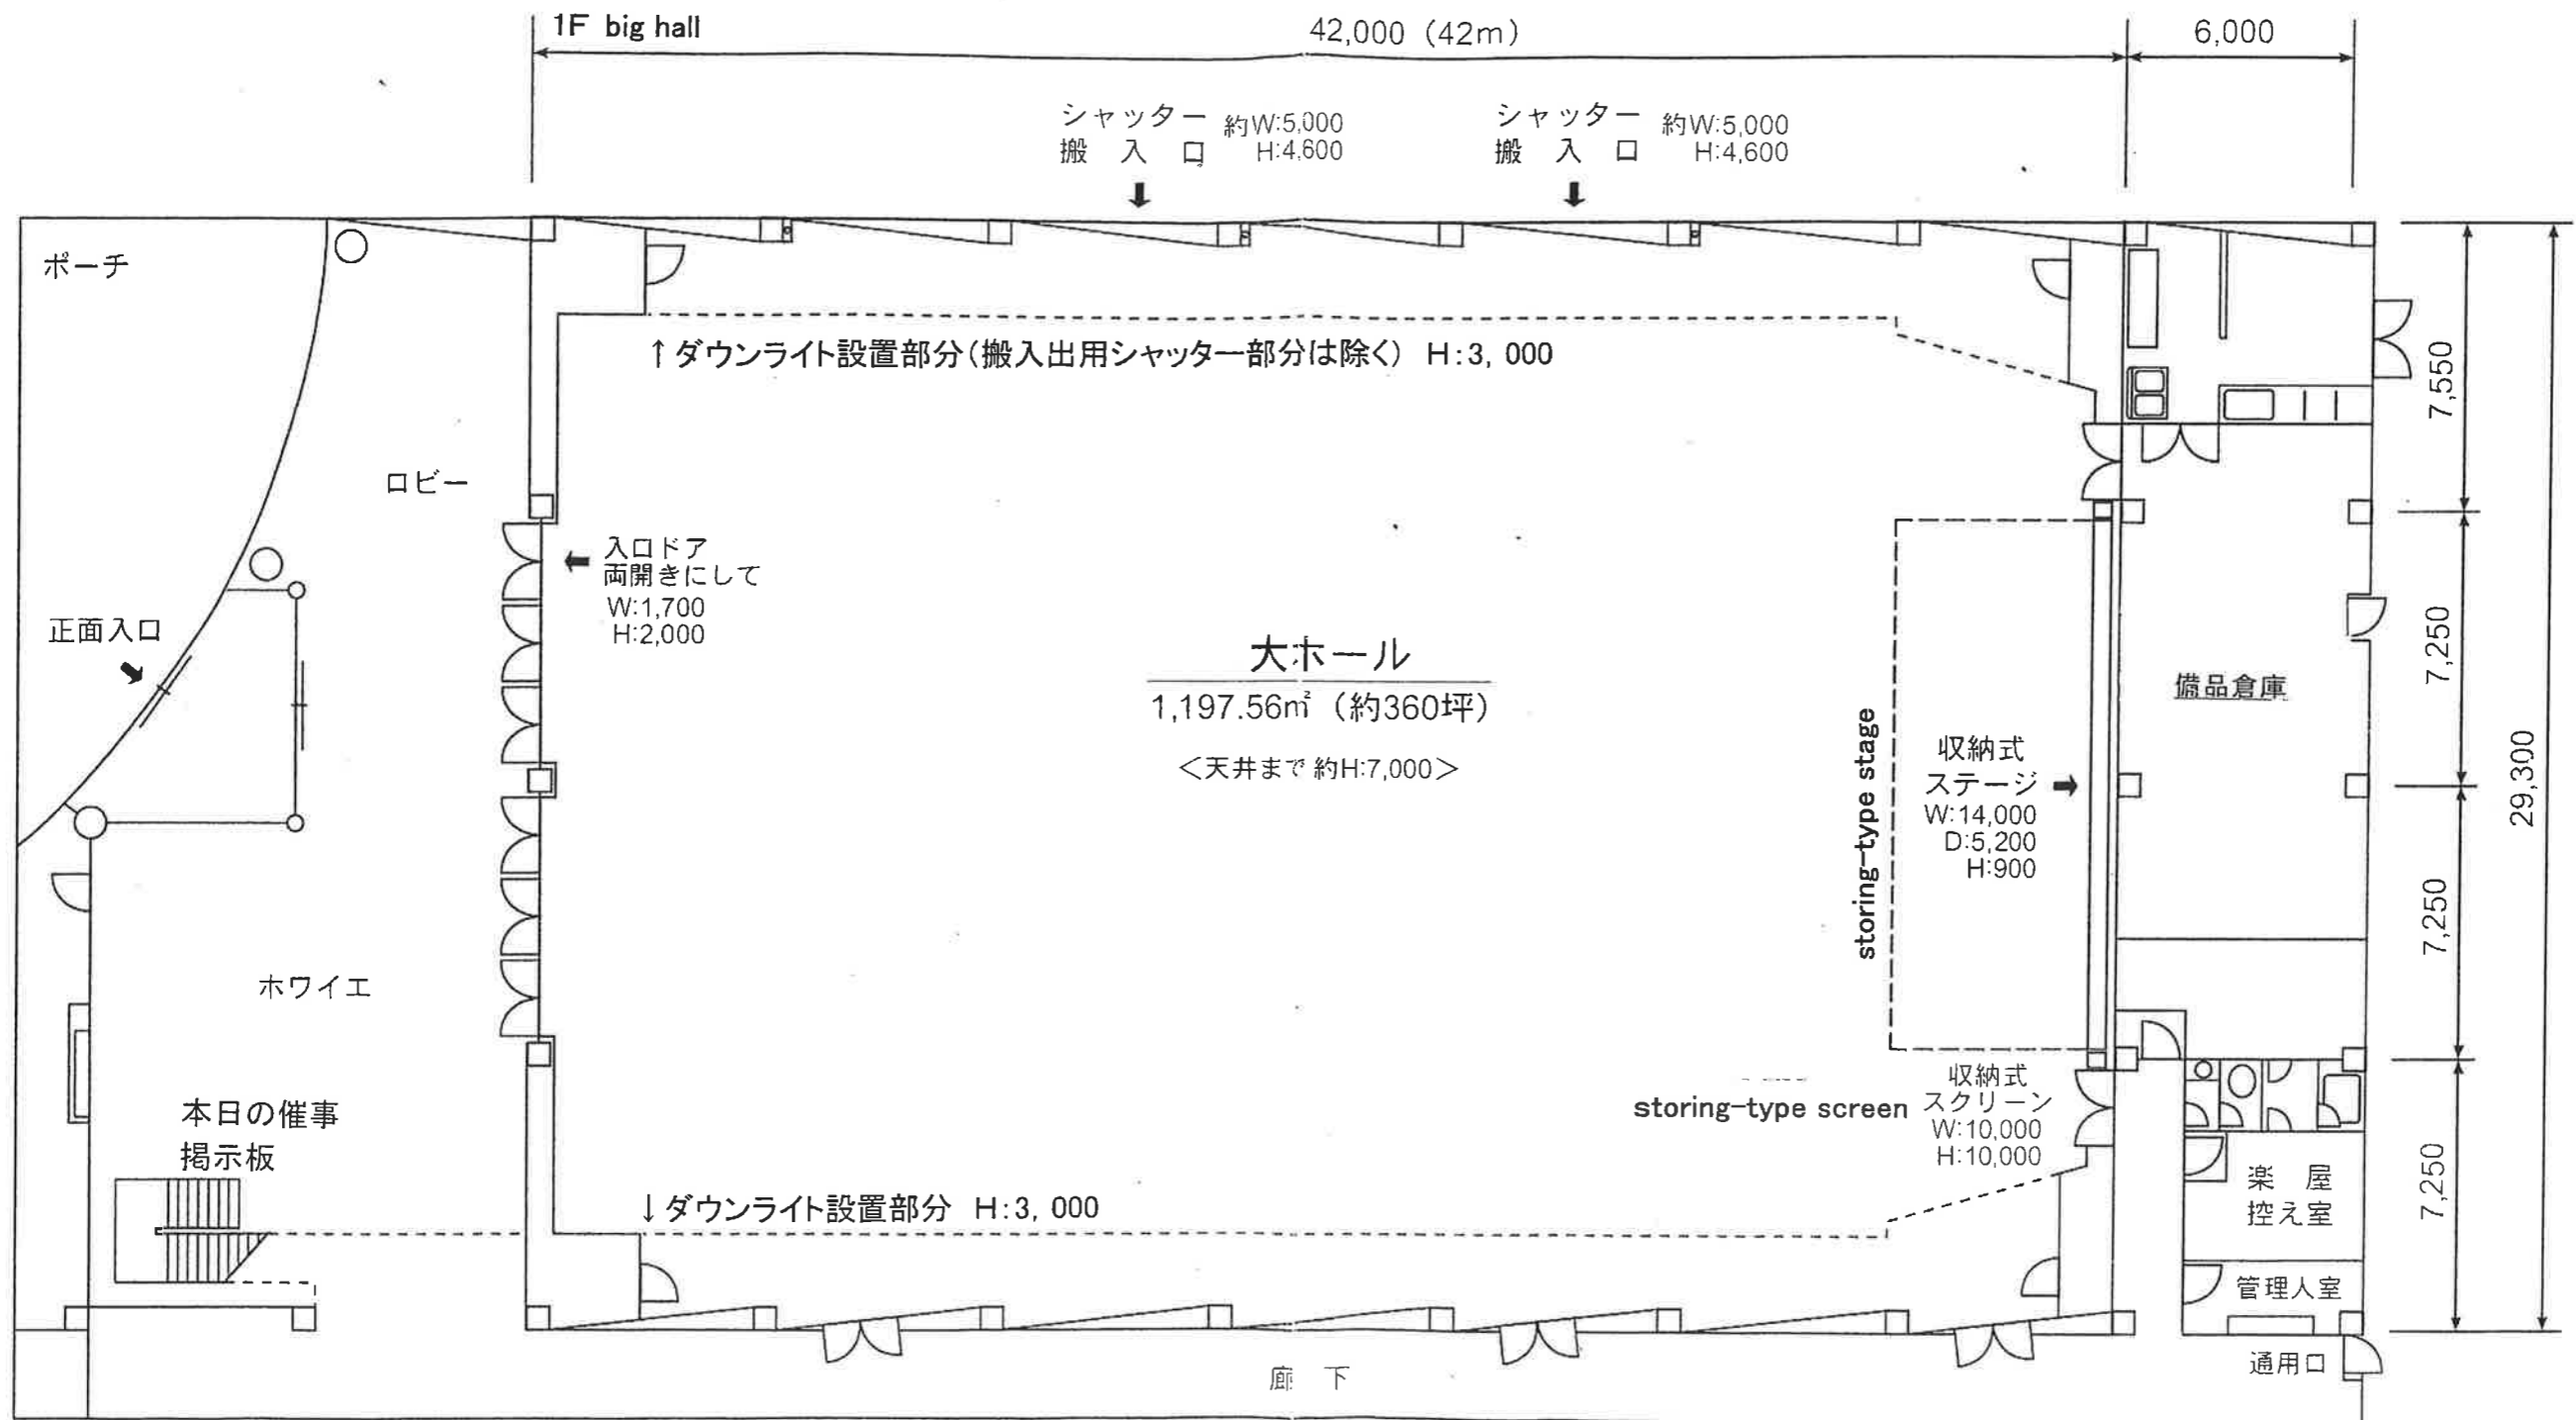 1F big hall
42,000（42m）
6,000
シャッター 約W:5,000
搬入口 H:4,600
シャッター 約W:5,000
搬入口 H:4,600
ポーチ
↑ダウンライト設置部分（搬入出用シャッター部分は除く） H:3, 000
7,550
ロビー
入口ドア
両開きにして
W:1,700
H:2,000
正面入口
大ホール
1,197.56㎡（約360坪）
＜天井まで 約H:7,000＞
storing-type stage
収納式
ステージ
W:14,000
D:5,200
H:900
備品倉庫
7,250
29,300
7,250
ホワイエ
本日の催事
掲示板
storing-type screen
収納式
スクリーン
W:10,000
H:10,000
楽屋
控え室
7,250
↓ダウンライト設置部分 H:3, 000
管理人室
通用口
廊下